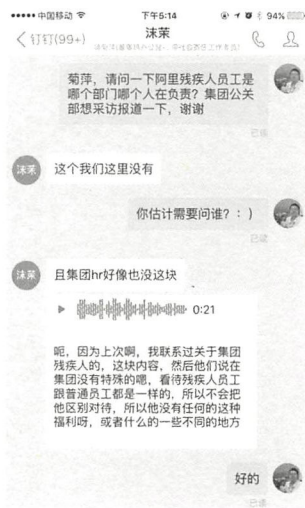 中国移动
下午5:14
94%
钉钉(99+)
沫茉
菊萍，请问一下阿里残疾人员工是
哪个部门哪个人在负责？集团公关
部想采访报道一下，谢谢
已读
沫茉
这个我们这里没有
你估计需要问谁？：）
已读
沫茉
且集团hr好像也没这块
0:21
呃，因为上次啊，我联系过关于集团
残疾人的，这块内容，然后他们说在
集团没有特殊的嗯，看待残疾人员工
跟普通员工都是一样的，所以不会把
他区别对待，所以他没有任何的这种
福利呀，或者什么的一些不同的地方
好的
已读